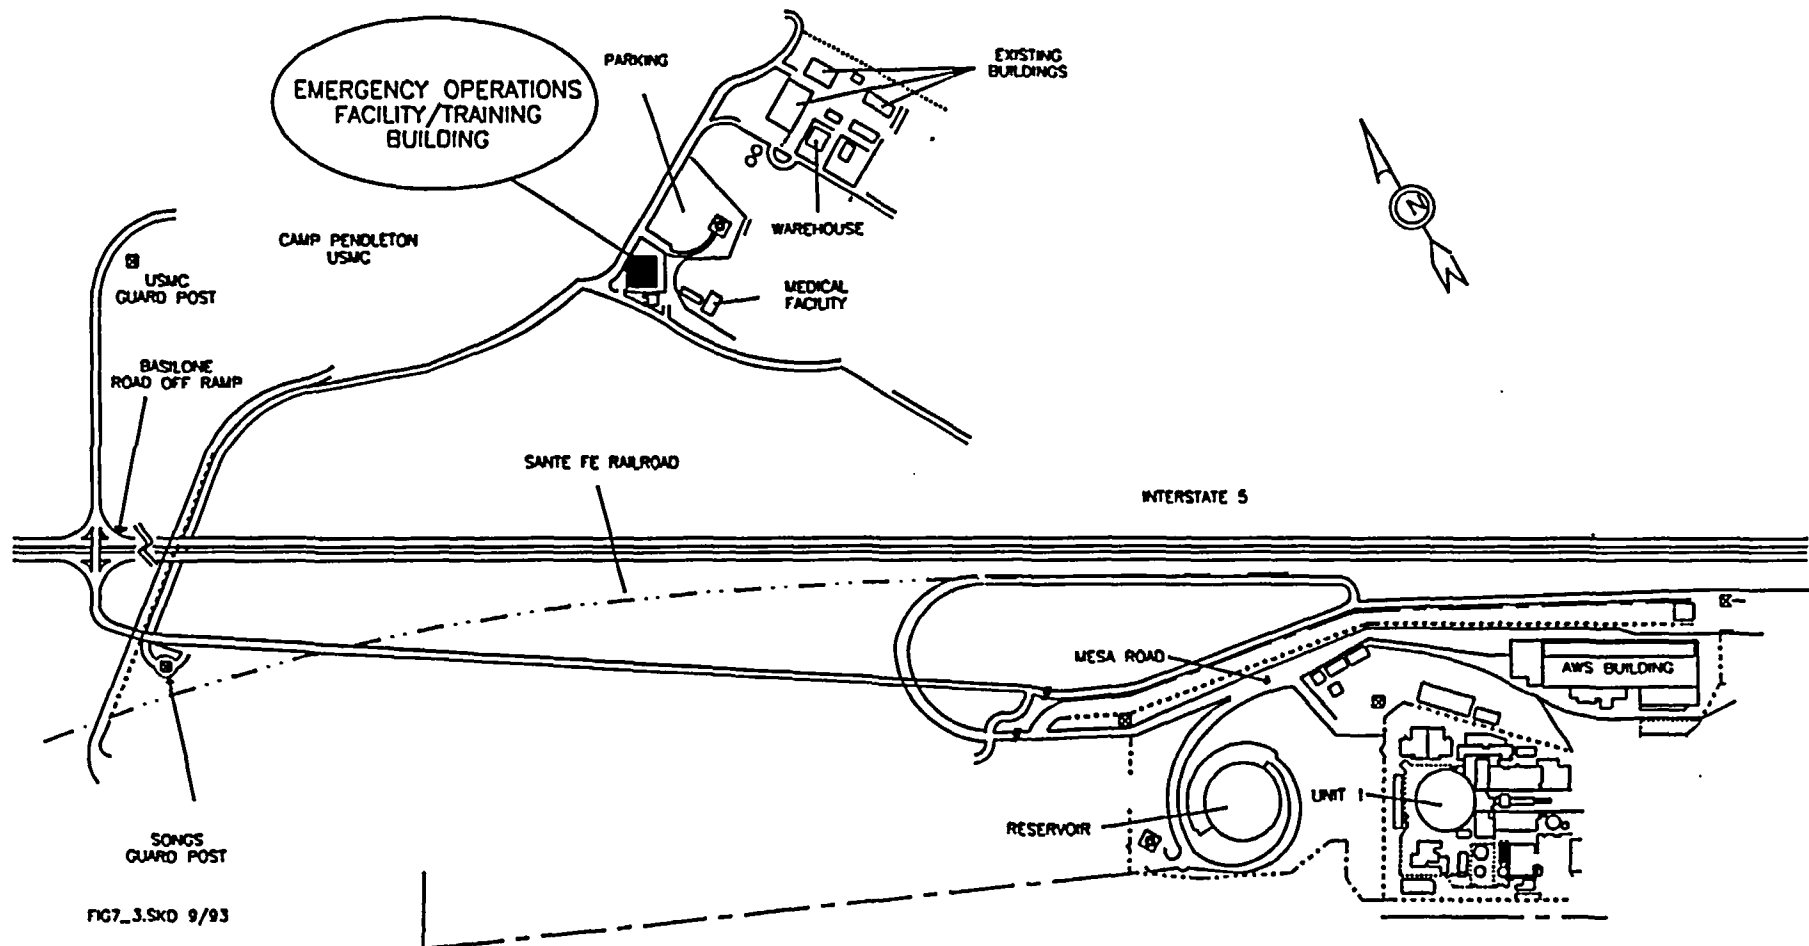 PARKING
EXISTING
BUILDINGS
EMERGENCY OPERATIONS
FACILITY/TRAINING
BUILDING
N
WAREHOUSE
CAMP PENDLETON
USMC
USMC
GUARD POST
MEDICAL
FACILITY
BASILONE
ROAD OFF RAMP
SANTE FE RAILROAD
INTERSTATE 5
MESA ROAD
AWS BUILDING
UNIT 1
RESERVOIR
SONGS
GUARD POST
FIG7_3.SKD 9/93